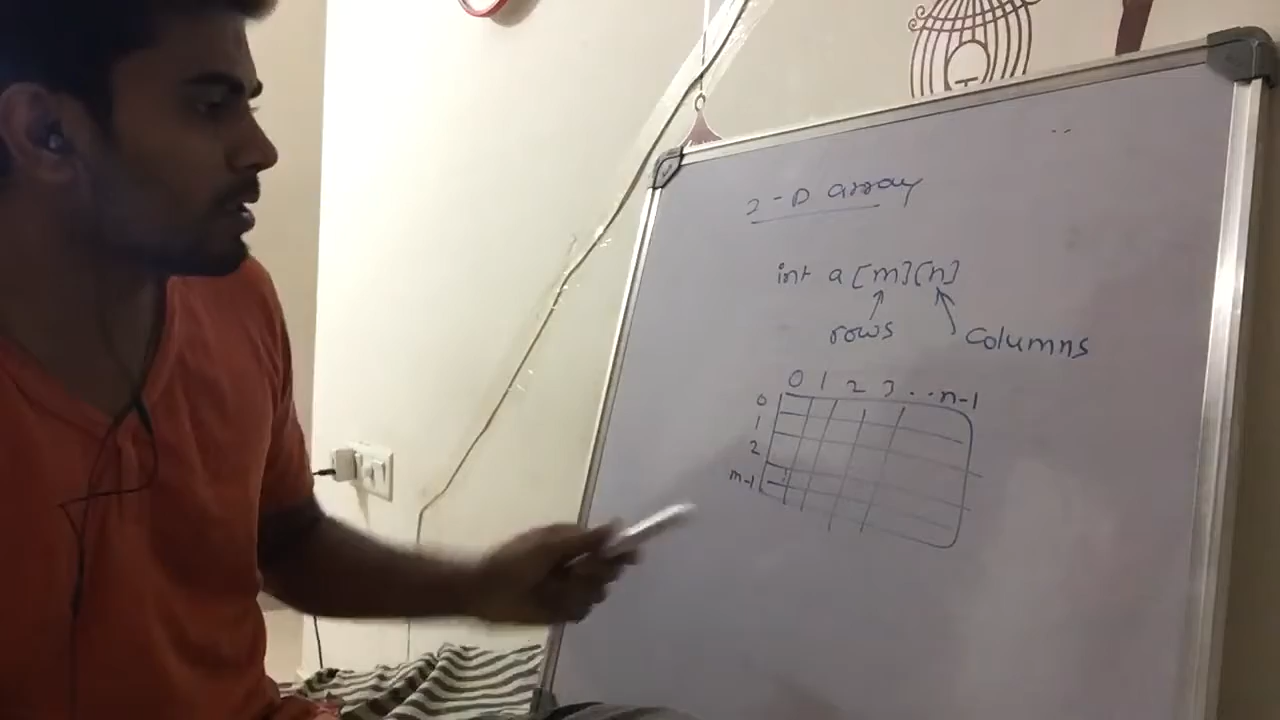 2-D array
int a[m][n]
rows columns
0 1 2 3 . . . n-1
0
1
2
m-1